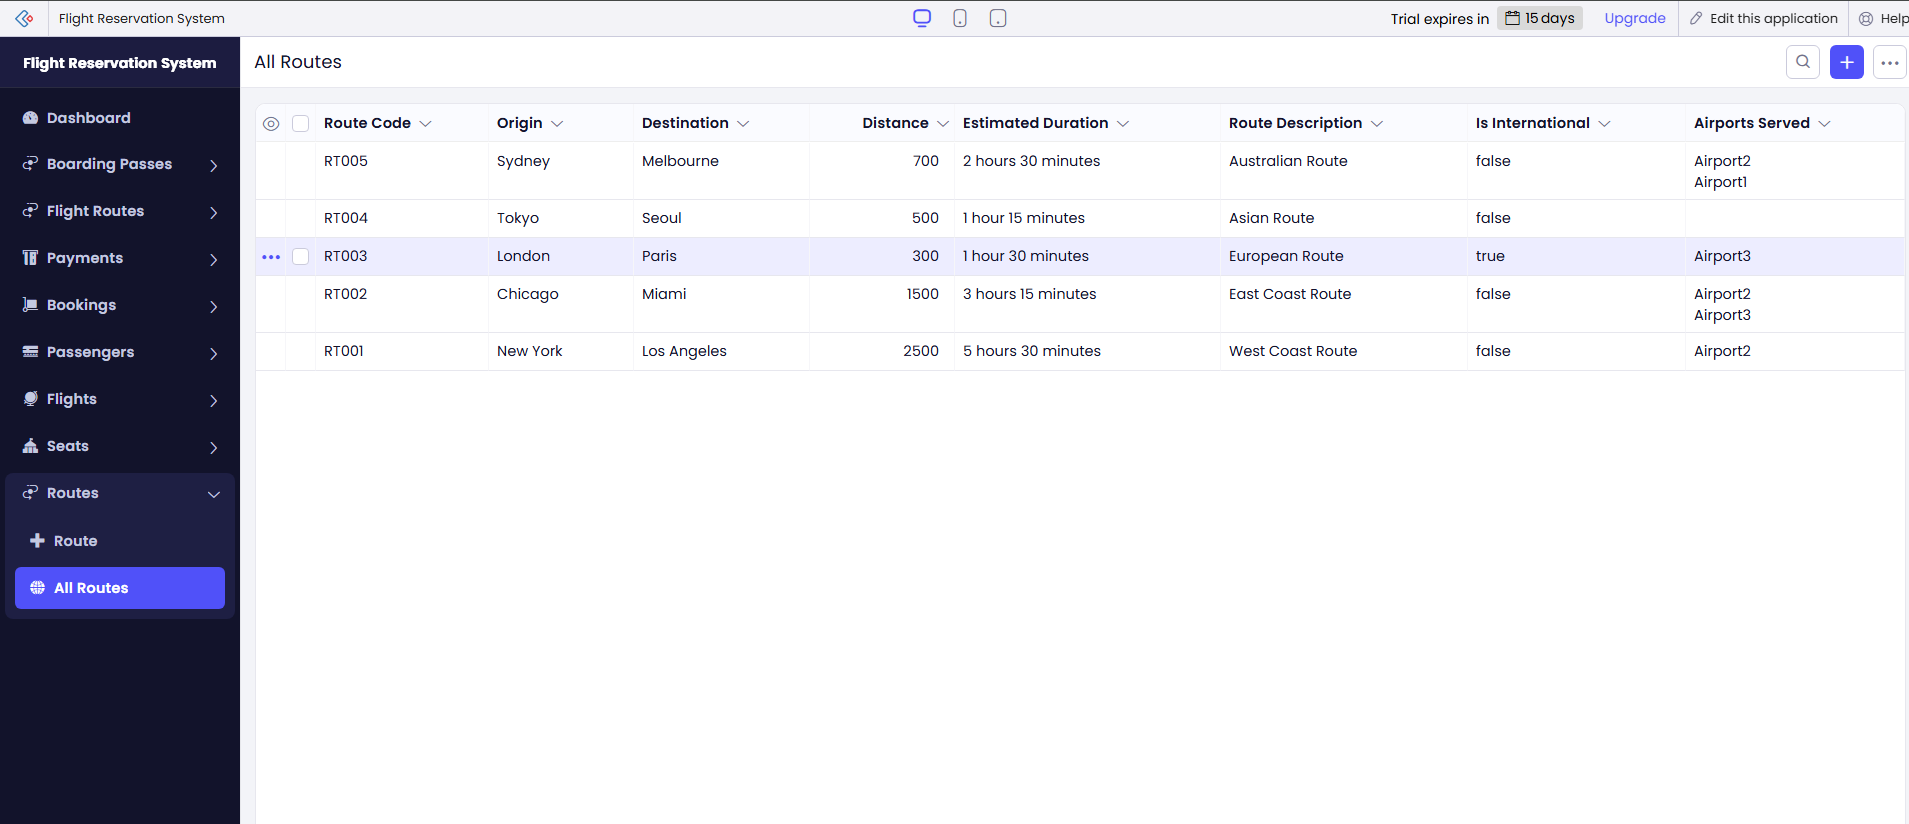 Flight Reservation System
Trial expires in 15 days Upgrade Edit this application Help
Flight Reservation System
Dashboard
Boarding Passes
Flight Routes
Payments
Bookings
Passengers
Flights
Seats
Routes
Route
All Routes
All Routes
Route Code Origin Destination Distance Estimated Duration Route Description Is International Airports Served
RT005 Sydney Melbourne 700 2 hours 30 minutes Australian Route false Airport2
Airport1
RT004 Tokyo Seoul 500 1 hour 15 minutes Asian Route false
RT003 London Paris 300 1 hour 30 minutes European Route true Airport3
RT002 Chicago Miami 1500 3 hours 15 minutes East Coast Route false Airport2
Airport3
RT001 New York Los Angeles 2500 5 hours 30 minutes West Coast Route false Airport2